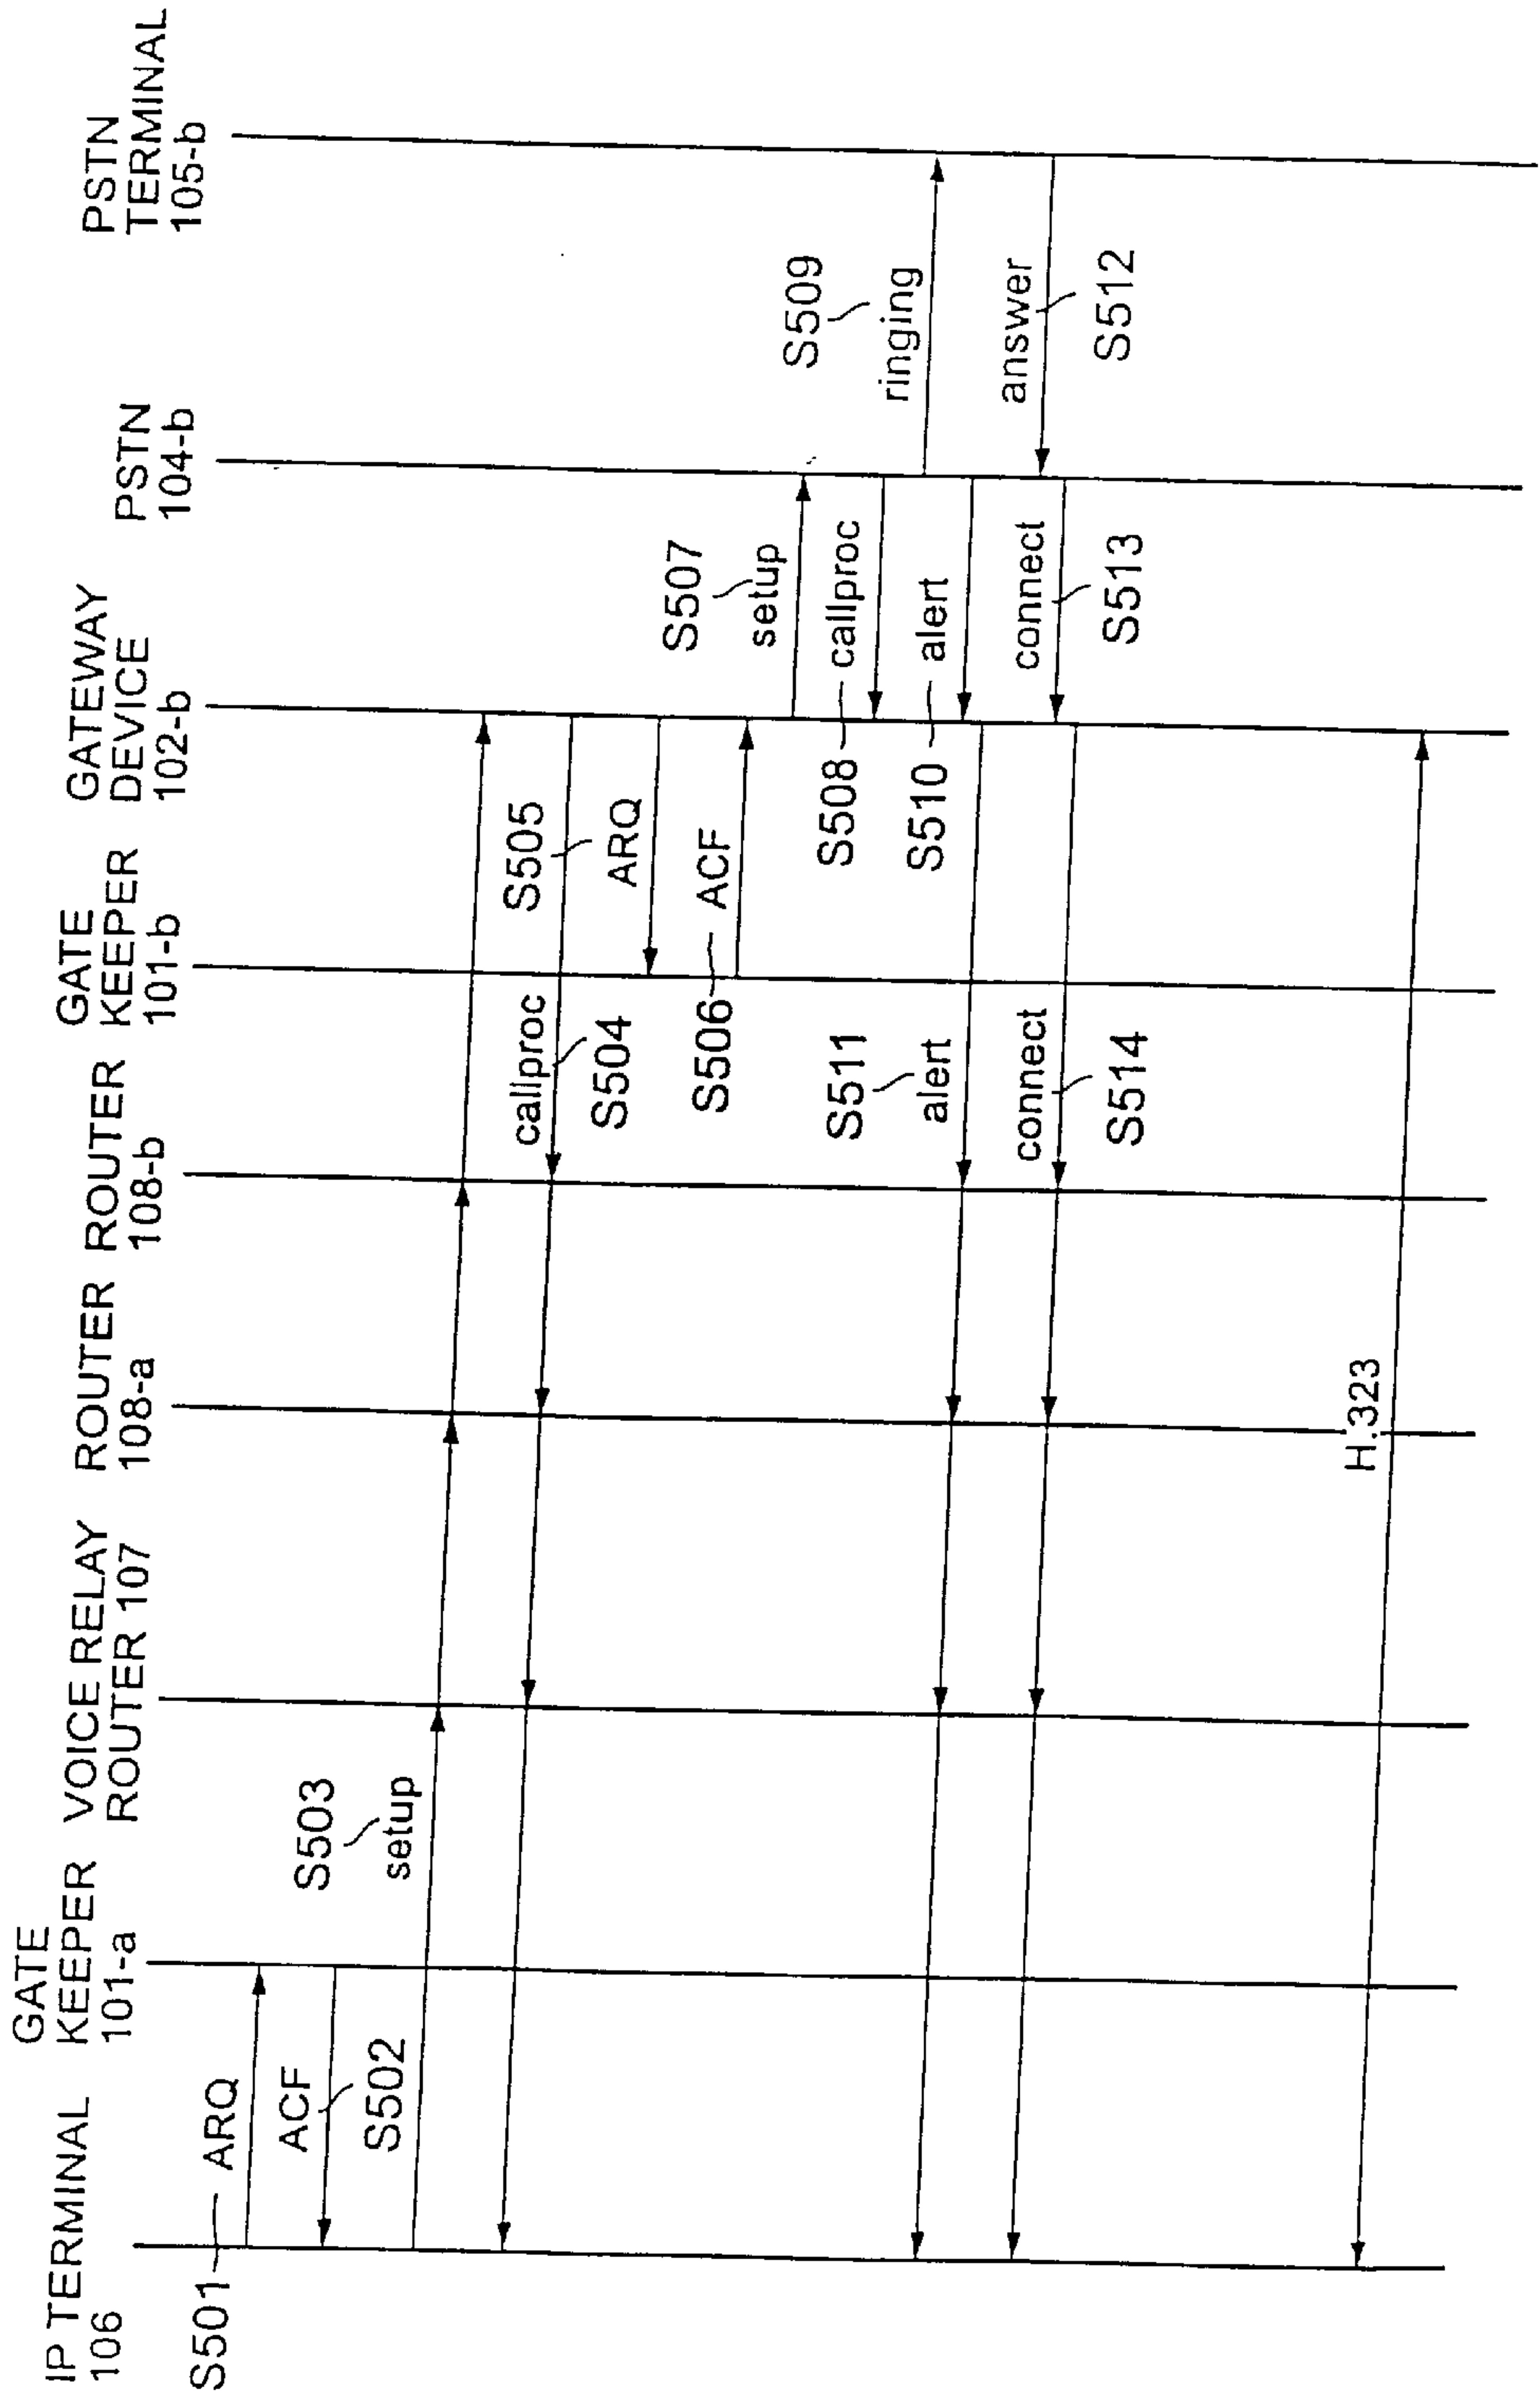 IP TERMINAL
106
GATE
KEEPER
101-a
VOICE RELAY
ROUTER 107
ROUTER
108-a
ROUTER
108-b
GATE
KEEPER
101-b
GATEWAY
DEVICE
102-b
PSTN
104-b
PSTN
TERMINAL
105-b
S501
ARQ
ACF
S502
S503
setup
callproc
S504
S505
ARQ
S506
ACF
S507
setup
S508
callproc
S509
ringing
S510
alert
S511
alert
answer
S512
connect
S513
connect
S514
H.323